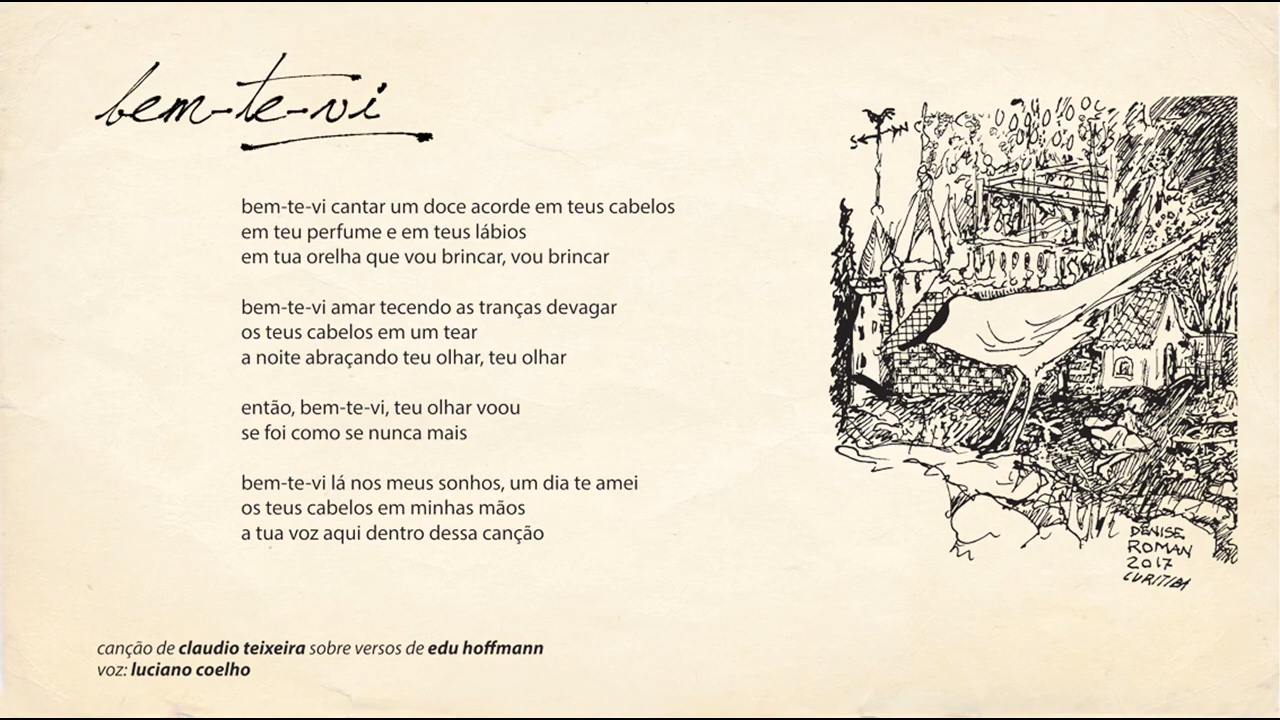 bem-te-vi
bem-te-vi cantar um doce acorde em teus cabelos
em teu perfume e em teus lábios
em tua orelha que vou brincar, vou brincar
bem-te-vi amar tecendo as tranças devagar
os teus cabelos em um tear
a noite abraçando teu olhar, teu olhar
então, bem-te-vi, teu olhar voou
se foi como se nunca mais
bem-te-vi lá nos meus sonhos, um dia te amei
os teus cabelos em minhas mãos
a tua voz aqui dentro dessa canção
canção de claudio teixeira sobre versos de edu hoffmann
voz: luciano coelho
S N
DENISE
ROMAN
2017
CURITIBA